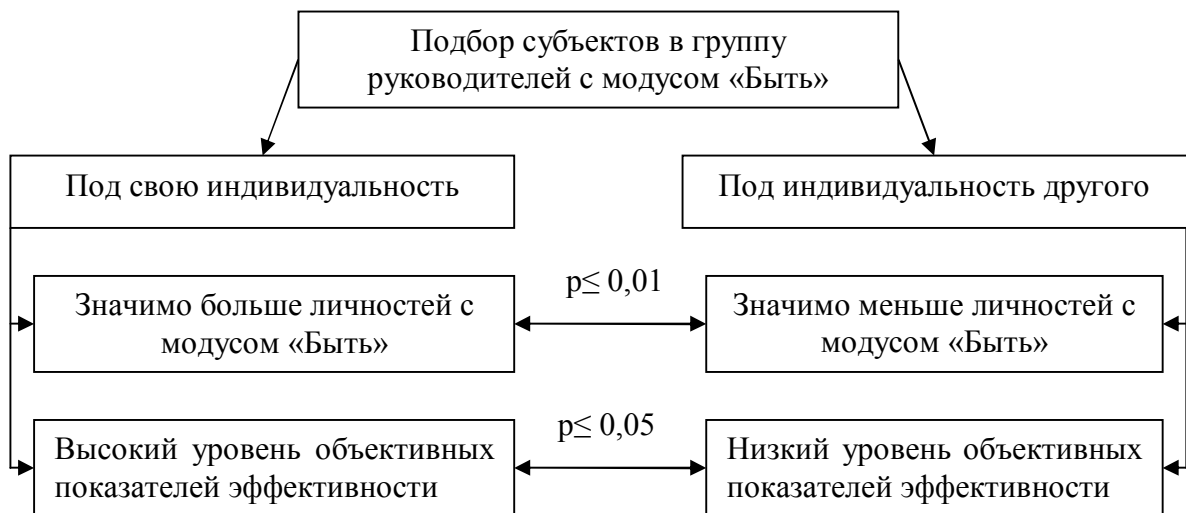 Подбор субъектов в группу
руководителей с модусом «Быть»
Под свою индивидуальность
Под индивидуальность другого
p≤ 0,01
Значимо больше личностей с
модусом «Быть»
Значимо меньше личностей с
модусом «Быть»
p≤ 0,05
Высокий уровень объективных
показателей эффективности
Низкий уровень объективных
показателей эффективности